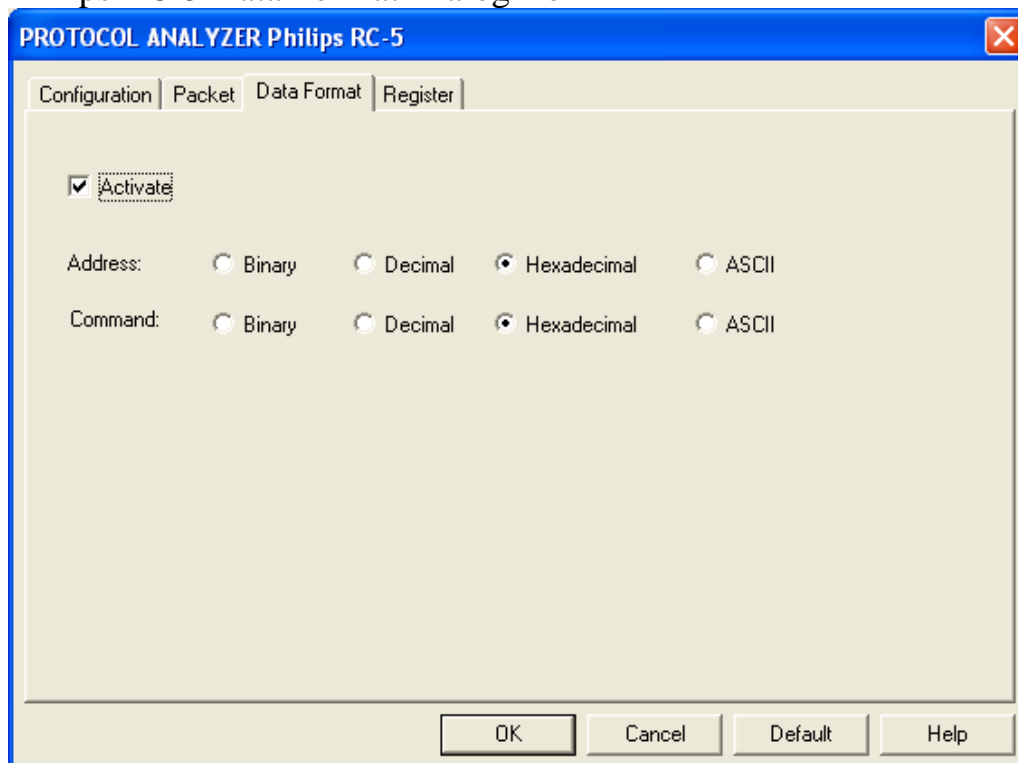 PROTOCOL ANALYZER Philips RC-5
Configuration Packet Data Format Register
Activate
Address: Binary Decimal Hexadecimal ASCII
Command: Binary Decimal Hexadecimal ASCII
OK Cancel Default Help